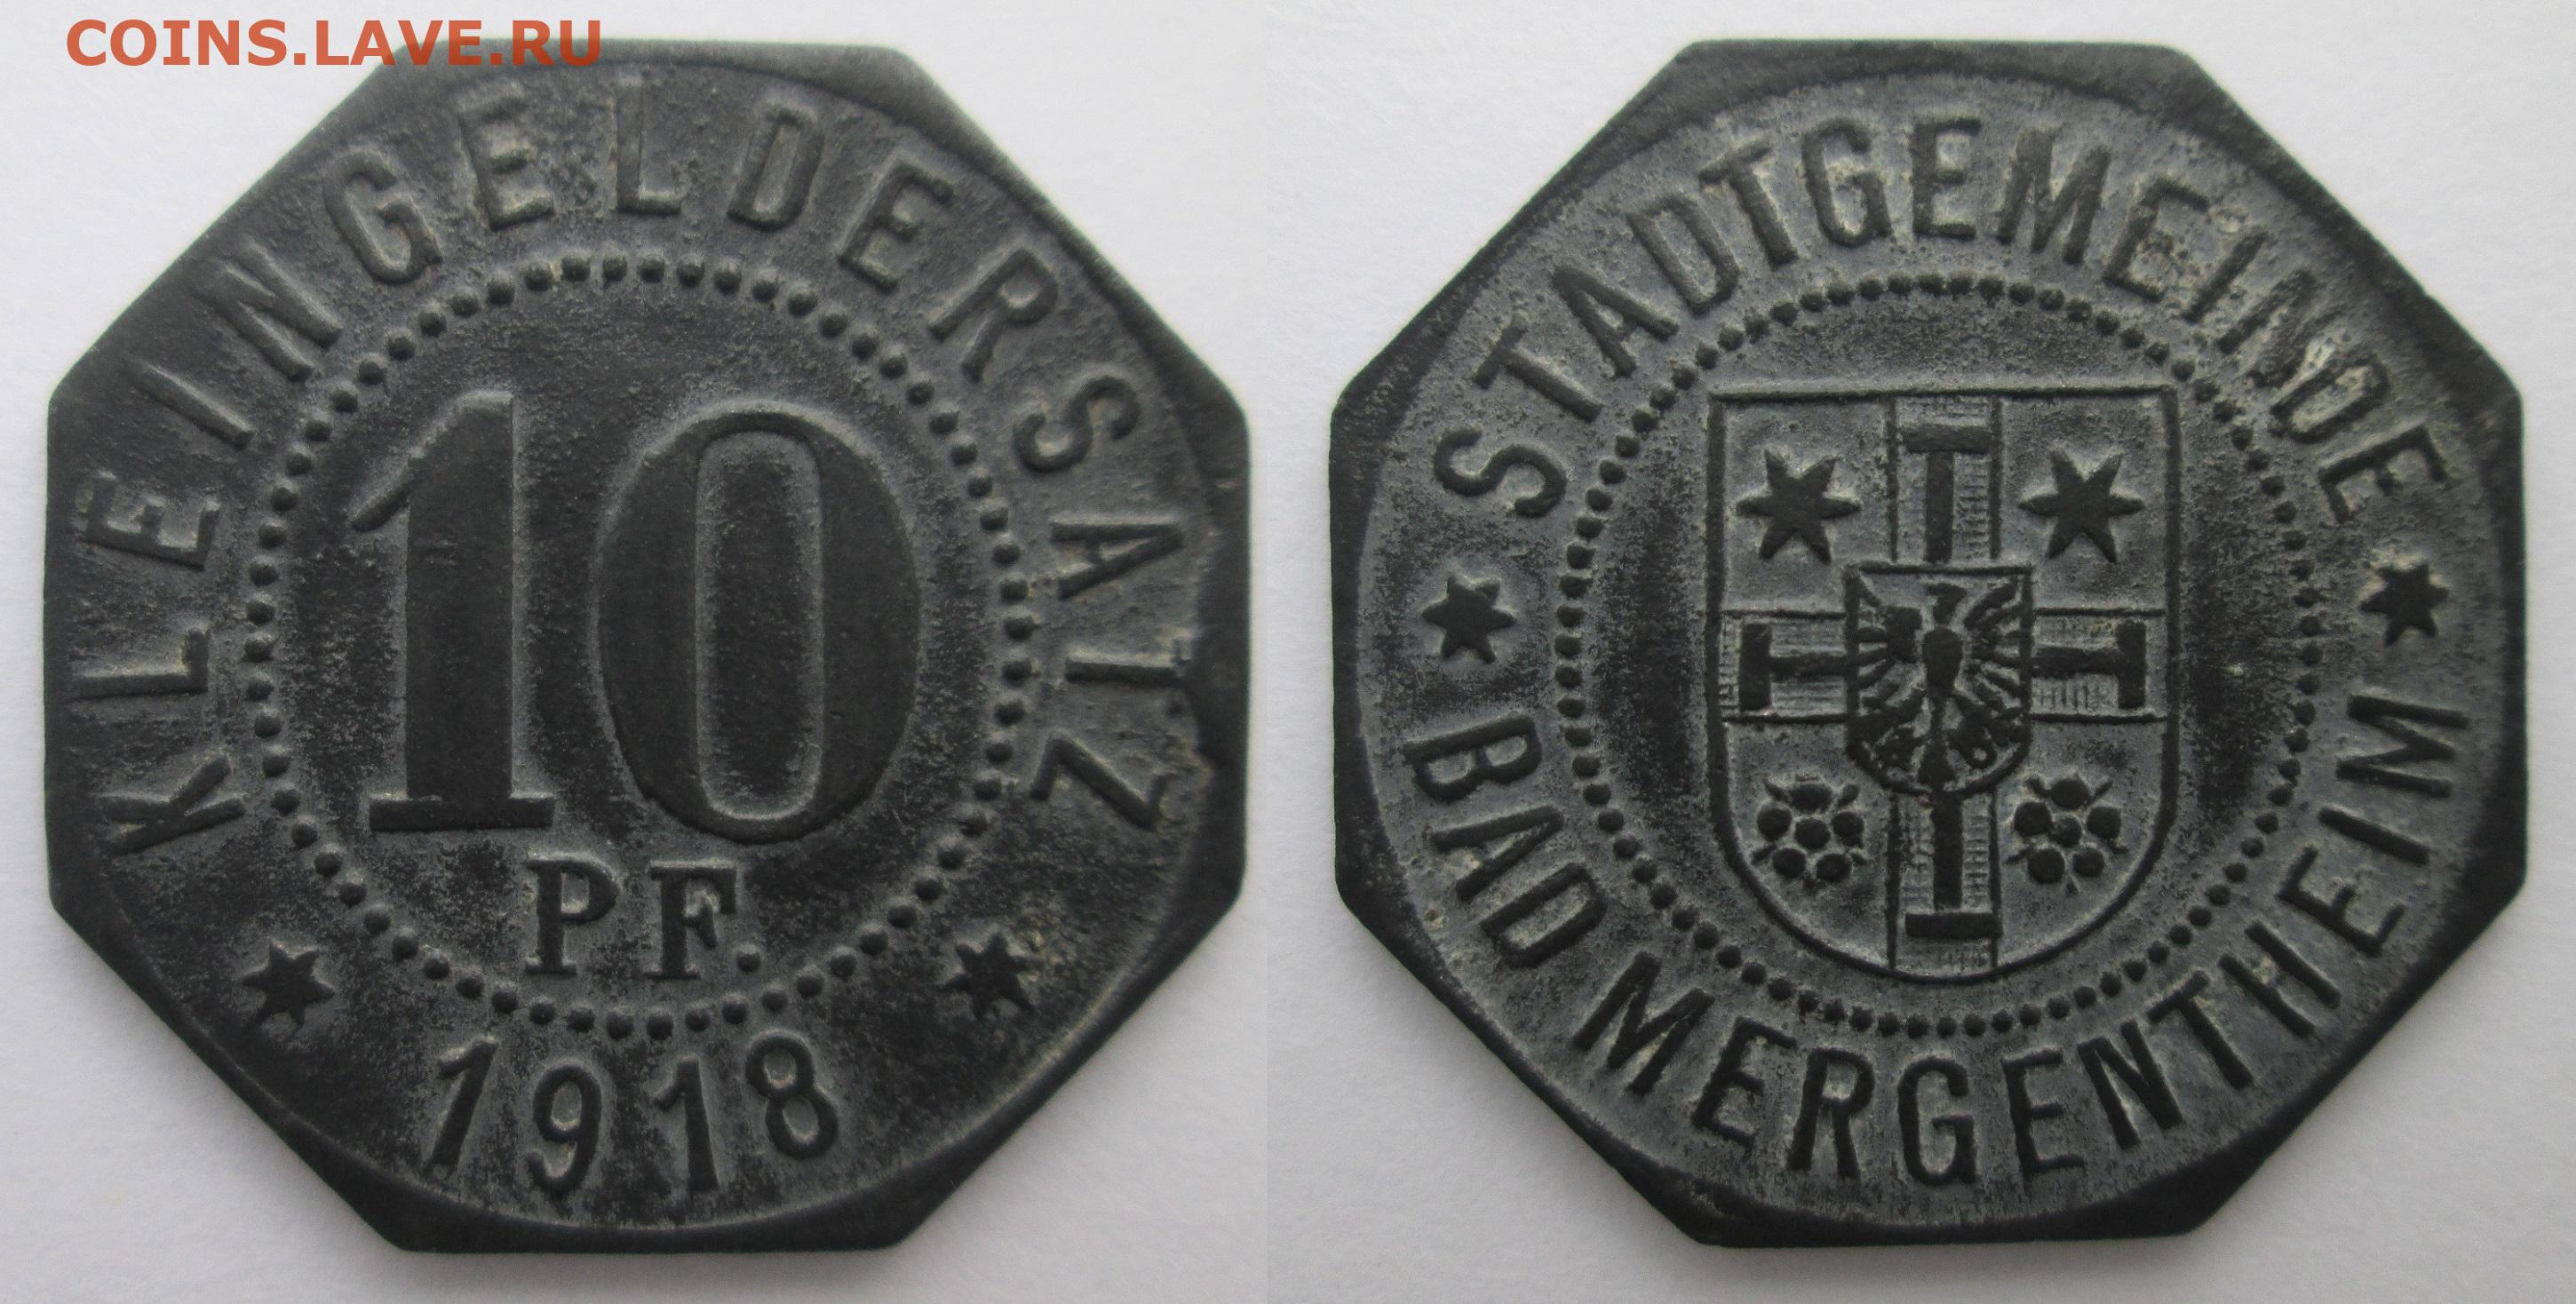 COINS.LAVE.RU
KLEINGELDERSATZ
10
PF.
1918
STADTGEMEINDE
BAD MERGENTHEIM